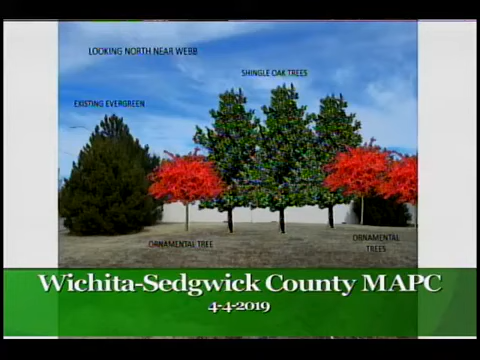 LOOKING NORTH NEAR WEBB
SHINGLE OAK TREES
EXISTING EVERGREEN
ORNAMENTAL TREE
ORNAMENTAL
TREES
Wichita-Sedgwick County MAPC
4-4-2019